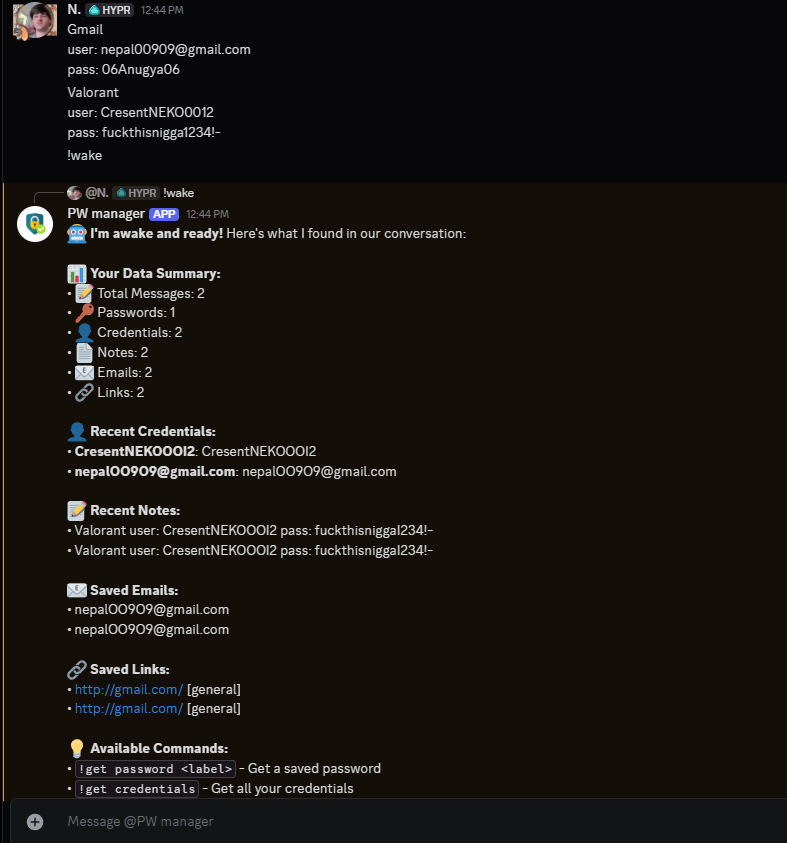 N. HYPR 12:44 PM
Gmail
user: nepal00909@gmail.com
pass: 06Anugya06
Valorant
user: CresentNEKO0012
pass: fuckthisnigga1234!-
!wake
@N. HYPR !wake
PW manager APP 12:44 PM
I'm awake and ready! Here's what I found in our conversation:
Your Data Summary:
• Total Messages: 2
• Passwords: 1
• Credentials: 2
• Notes: 2
• Emails: 2
• Links: 2
Recent Credentials:
• CresentNEKO0012: CresentNEKO0012
• nepal00909@gmail.com: nepal00909@gmail.com
Recent Notes:
• Valorant user: CresentNEKO0012 pass: fuckthisnigga1234!-
• Valorant user: CresentNEKO0012 pass: fuckthisnigga1234!-
Saved Emails:
• nepal00909@gmail.com
• nepal00909@gmail.com
Saved Links:
• http://gmail.com/ [general]
• http://gmail.com/ [general]
Available Commands:
• !get password <label> - Get a saved password
• !get credentials - Get all your credentials
Message @PW manager